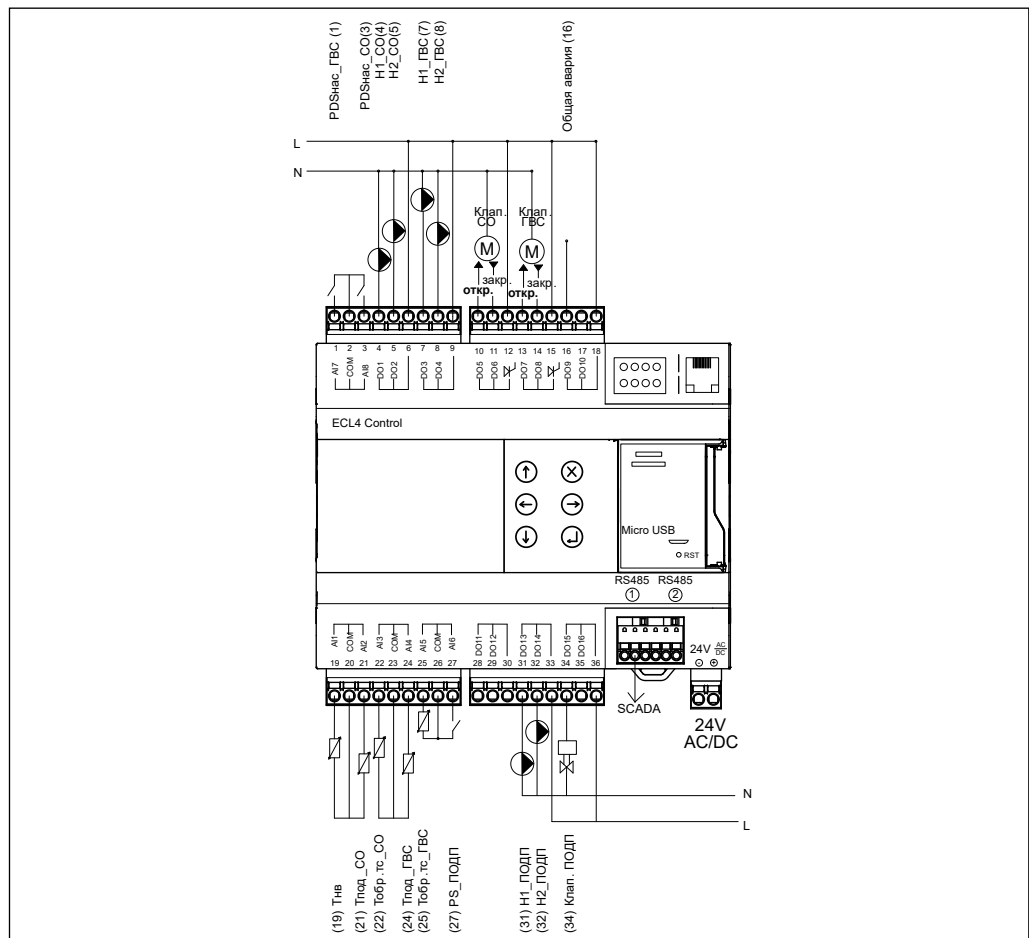 PDSнас_ГВС (1)
PDSнас_СО(3)
Н1_СО(4)
Н2_СО(5)
Н1_ГВС (7)
Н2_ГВС (8)
Общая авария (16)
L
N
Клап.
СО
Клап.
ГВС
M
M
откр.
закр.
откр.
закр.
1 2 3 4 5 6 7 8 9
10 11 12 13 14 15 16 17 18
AI7
COM
AI8
DO1
DO2
DO3
DO4
DO5
DO6
DO7
DO8
DO9
DO10
ECL4 Control
Micro USB
RST
RS485 RS485
1 2
AI1
COM
AI2
AI3
COM
AI4
AI5
COM
AI6
DO11
DO12
DO13
DO14
DO15
DO16
19 20 21 22 23 24 25 26 27
28 29 30 31 32 33 34 35 36
24V AC
DC
- +
SCADA
24V
AC/DC
N
L
(19) Тнв
(21) Тпод_СО
(22) Тобр.тс_СО
(24) Тпод_ГВС
(25) Тобр.тс_ГВС
(27) PS_ПОДП
(31) Н1_ПОДП
(32) Н2_ПОДП
(34) Клап. ПОДП